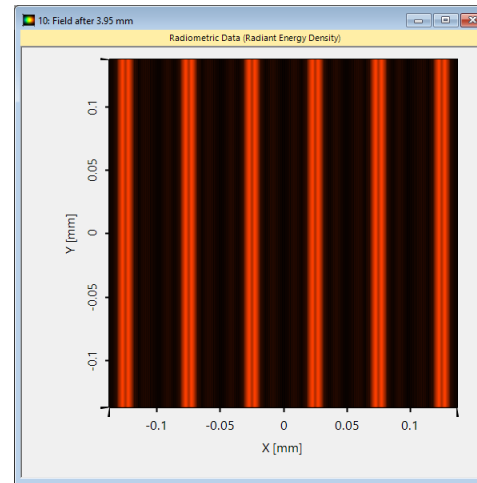 10: Field after 3.95 mm
Radiometric Data (Radiant Energy Density)
0.1
0.05
0
-0.05
-0.1
Y [mm]
-0.1 -0.05 0 0.05 0.1
X [mm]